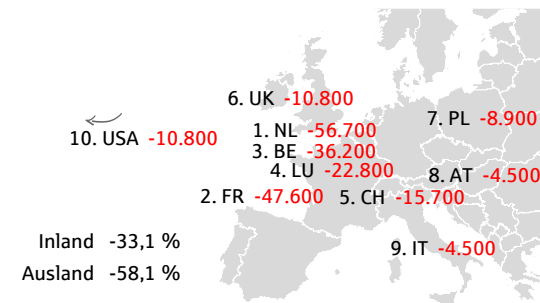 6. UK -10.800
7. PL -8.900
10. USA -10.800
1. NL -56.700
3. BE -36.200
4. LU -22.800
8. AT -4.500
2. FR -47.600
5. CH -15.700
Inland -33,1 %
9. IT -4.500
Ausland -58,1 %